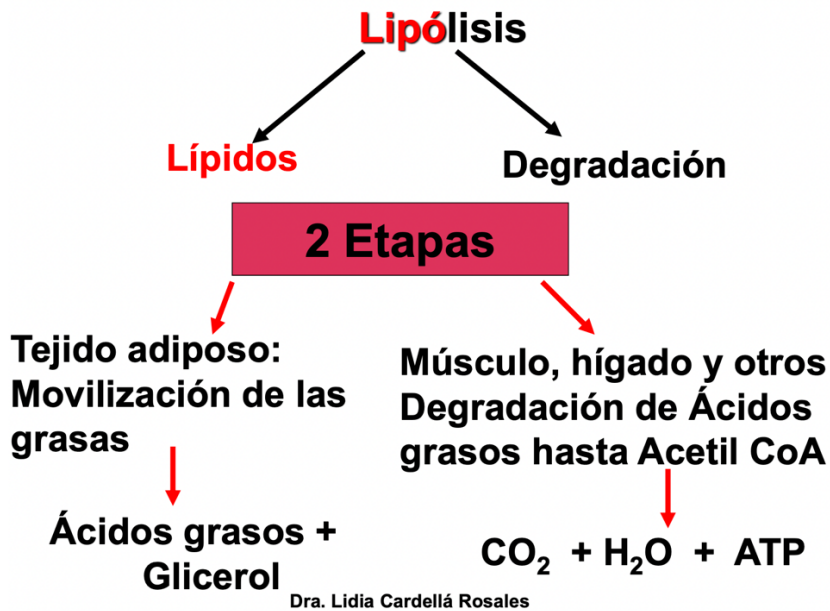 Lipólisis
Lípidos
Degradación
2 Etapas
Tejido adiposo:
Movilización de las
grasas
Músculo, hígado y otros
Degradación de Ácidos
grasos hasta Acetil CoA
Ácidos grasos +
Glicerol
CO₂ + H₂O + ATP
Dra. Lidia Cardellá Rosales